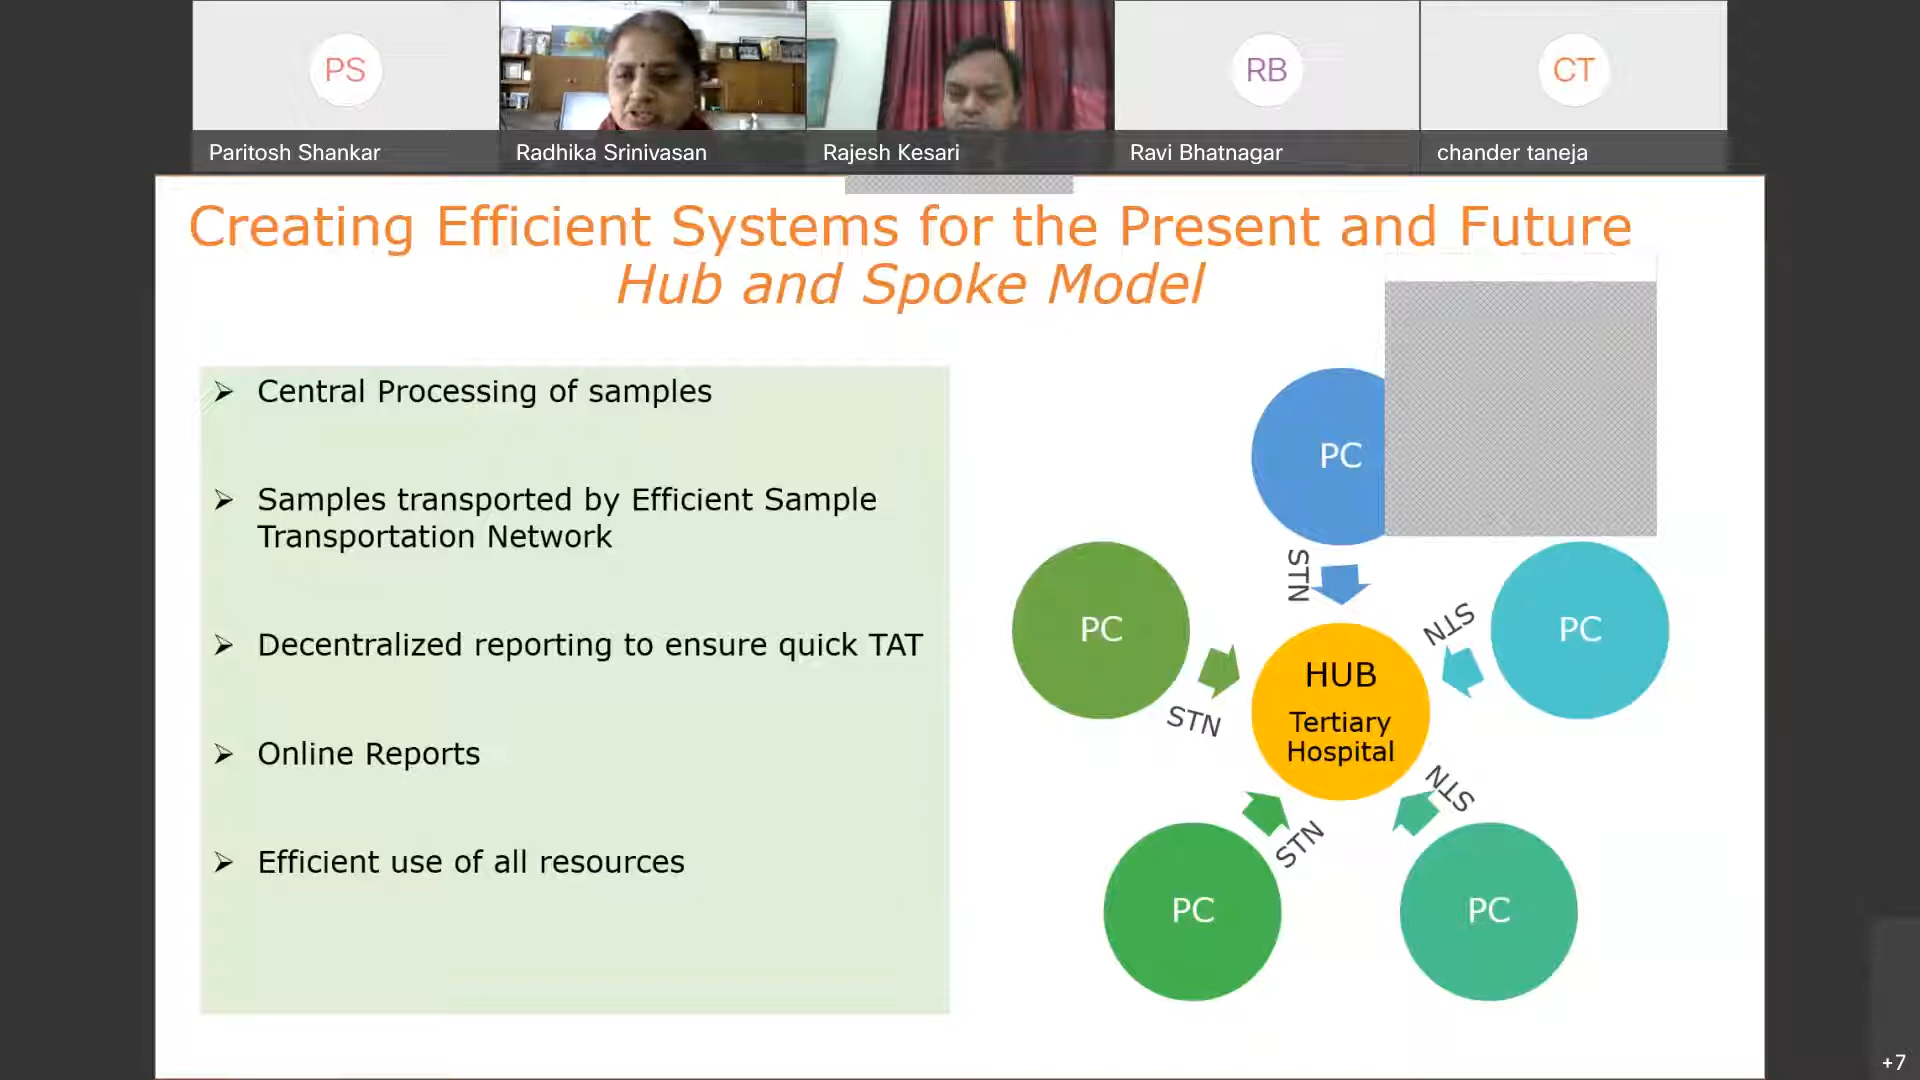 PS
RB
CT
Paritosh Shankar
Radhika Srinivasan
Rajesh Kesari
Ravi Bhatnagar
chander taneja
Creating Efficient Systems for the Present and Future
Hub and Spoke Model
Central Processing of samples
Samples transported by Efficient Sample
Transportation Network
Decentralized reporting to ensure quick TAT
Online Reports
Efficient use of all resources
PC
STN
PC
STN
PC
STN
HUB
Tertiary
Hospital
STN
STN
PC
PC
+7